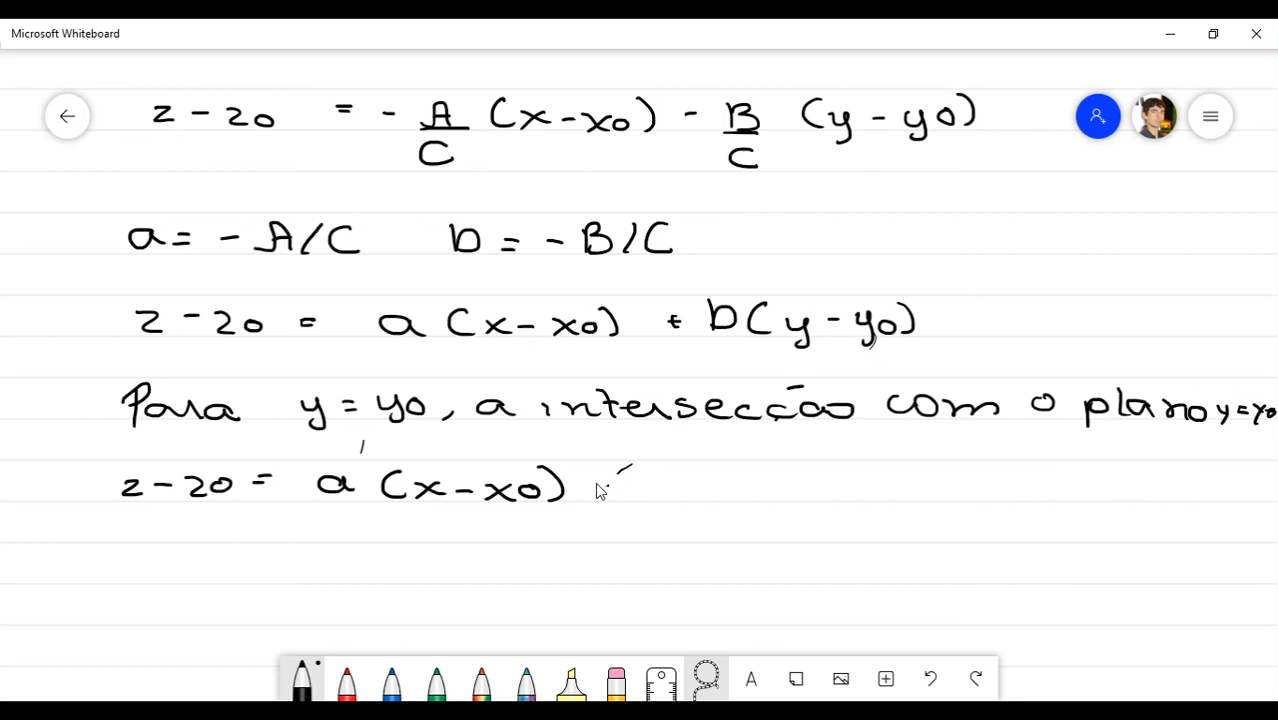 Microsoft Whiteboard
z - z0 = - A/C (x - x0) - B/C (y - y0)
a = - A/C b = - B/C
z - z0 = a (x - x0) + b (y - y0)
Para y = y0, a intersecção com o plano y = y0
z - z0 = a (x - x0)
A